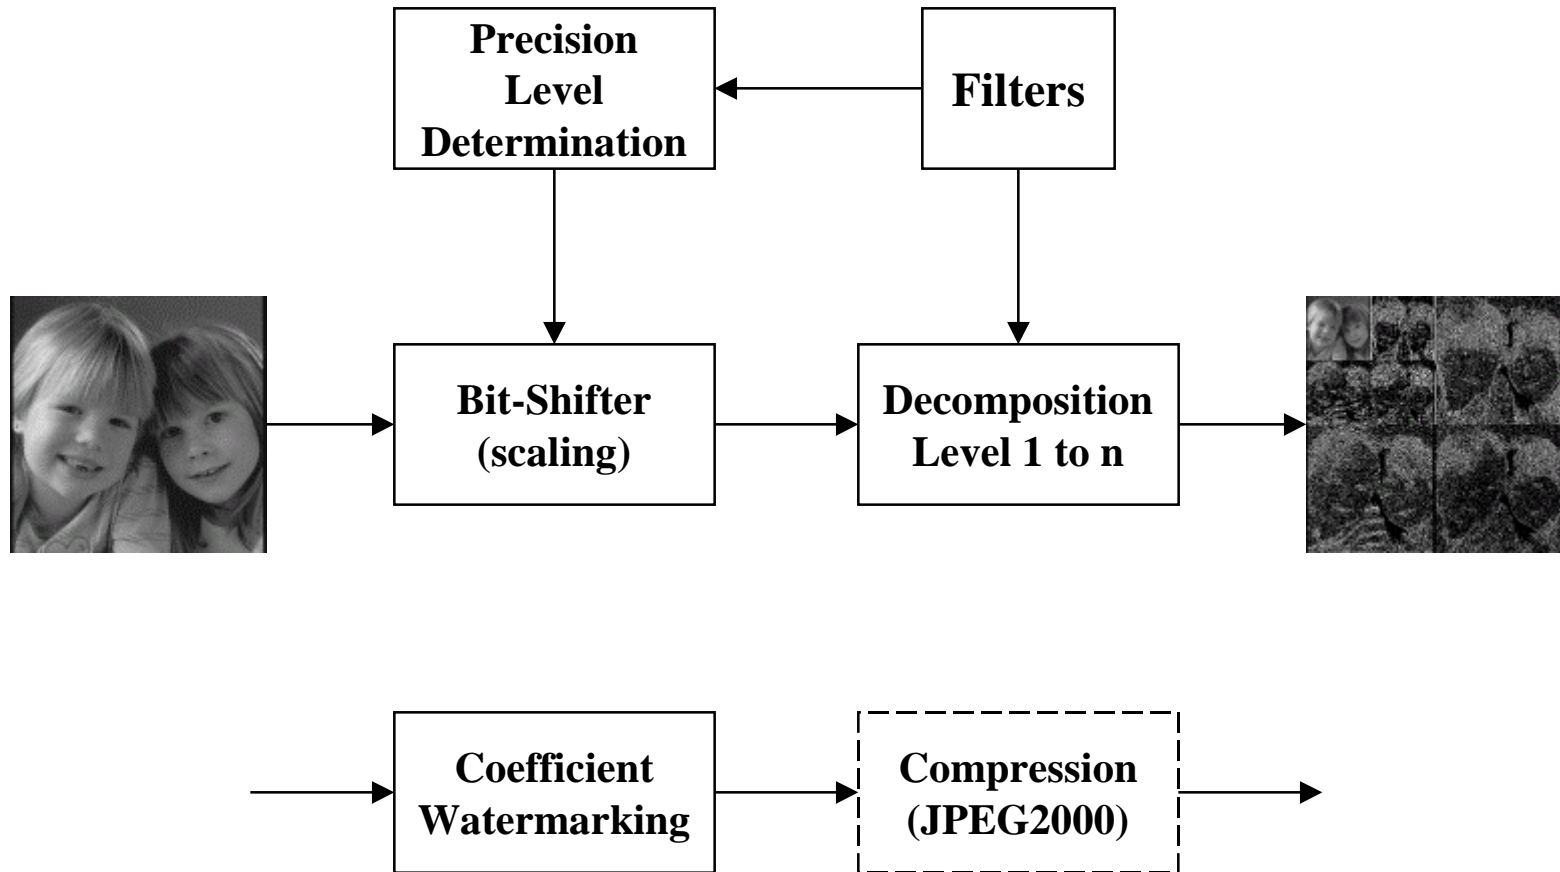 Precision
Level
Determination
Filters
Bit-Shifter
(scaling)
Decomposition
Level 1 to n
Coefficient
Watermarking
Compression
(JPEG2000)